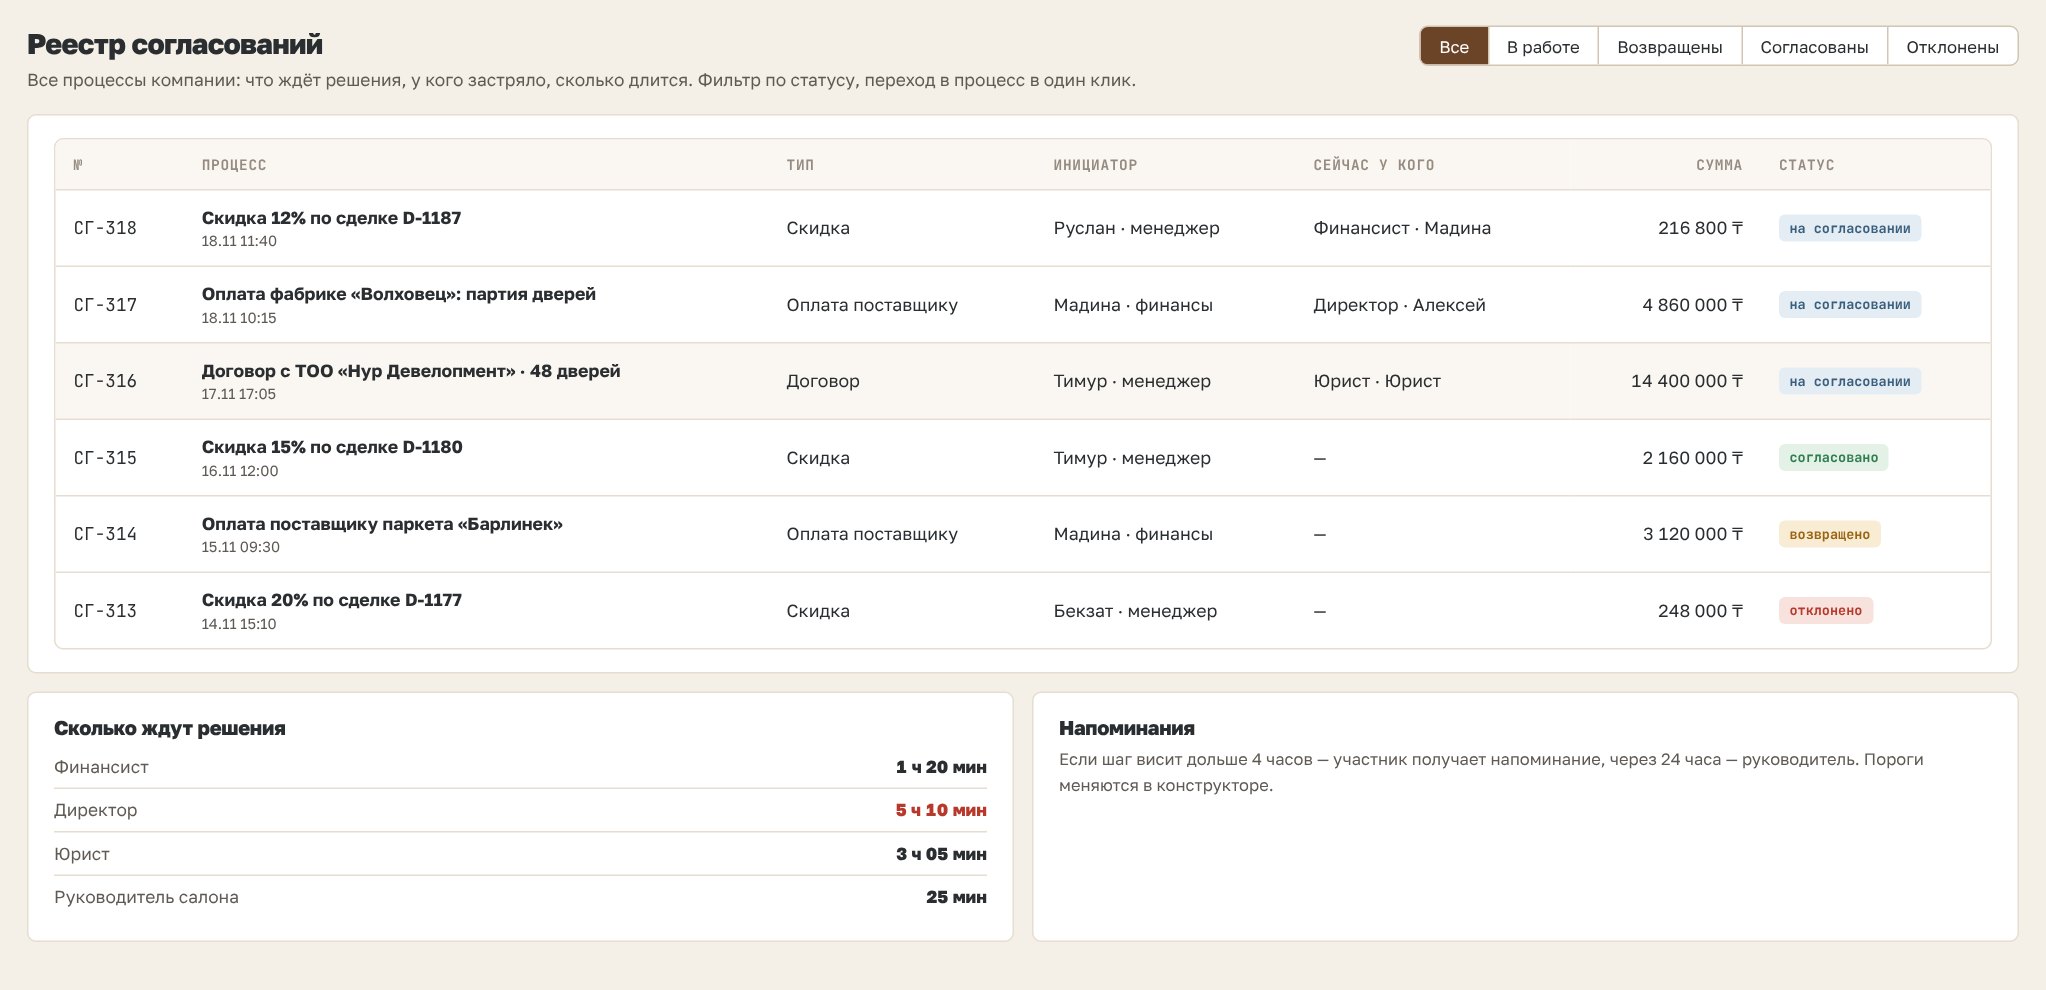 Реестр согласований
Все процессы компании: что ждёт решения, у кого застряло, сколько длится. Фильтр по статусу, переход в процесс в один клик.
Все В работе Возвращены Согласованы Отклонены
№ ПРОЦЕСС ТИП ИНИЦИАТОР СЕЙЧАС У КОГО СУММА СТАТУС
СГ-318 Скидка 12% по сделке D-1187 Скидка Руслан · менеджер Финансист · Мадина 216 800 ₸ на согласовании
18.11 11:40
СГ-317 Оплата фабрике «Волховец»: партия дверей Оплата поставщику Мадина · финансы Директор · Алексей 4 860 000 ₸ на согласовании
18.11 10:15
СГ-316 Договор с ТОО «Нур Девелопмент» · 48 дверей Договор Тимур · менеджер Юрист · Юрист 14 400 000 ₸ на согласовании
17.11 17:05
СГ-315 Скидка 15% по сделке D-1180 Скидка Тимур · менеджер — 2 160 000 ₸ согласовано
16.11 12:00
СГ-314 Оплата поставщику паркета «Барлинек» Оплата поставщику Мадина · финансы — 3 120 000 ₸ возвращено
15.11 09:30
СГ-313 Скидка 20% по сделке D-1177 Скидка Бекзат · менеджер — 248 000 ₸ отклонено
14.11 15:10
Сколько ждут решения
Финансист 1 ч 20 мин
Директор 5 ч 10 мин
Юрист 3 ч 05 мин
Руководитель салона 25 мин
Напоминания
Если шаг висит дольше 4 часов — участник получает напоминание, через 24 часа — руководитель. Пороги
меняются в конструкторе.